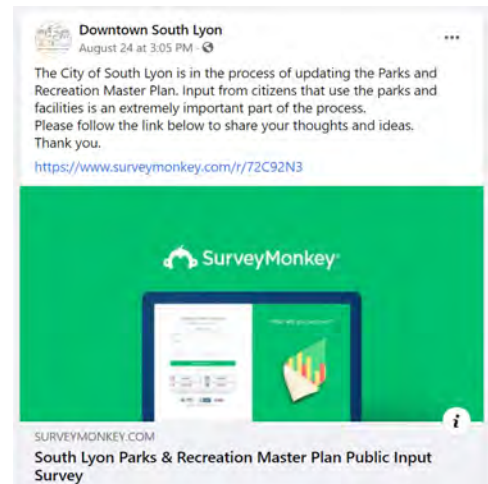 Downtown South Lyon
August 24 at 3:05 PM ·
The City of South Lyon is in the process of updating the Parks and
Recreation Master Plan. Input from citizens that use the parks and
facilities is an extremely important part of the process.
Please follow the link below to share your thoughts and ideas.
Thank you.
https://www.surveymonkey.com/r/72C92N3
SurveyMonkey
SURVEYMONKEY.COM
South Lyon Parks & Recreation Master Plan Public Input
Survey